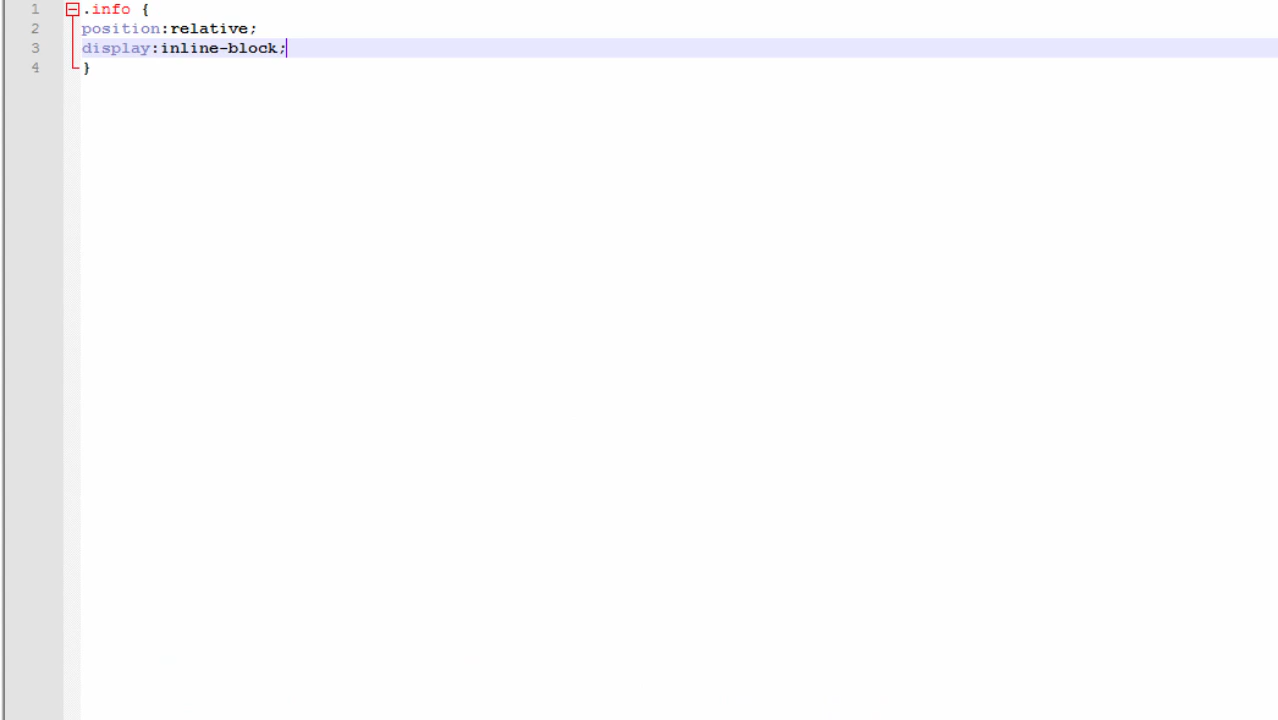 1 .info {
2 position:relative;
3 display:inline-block;
4 }